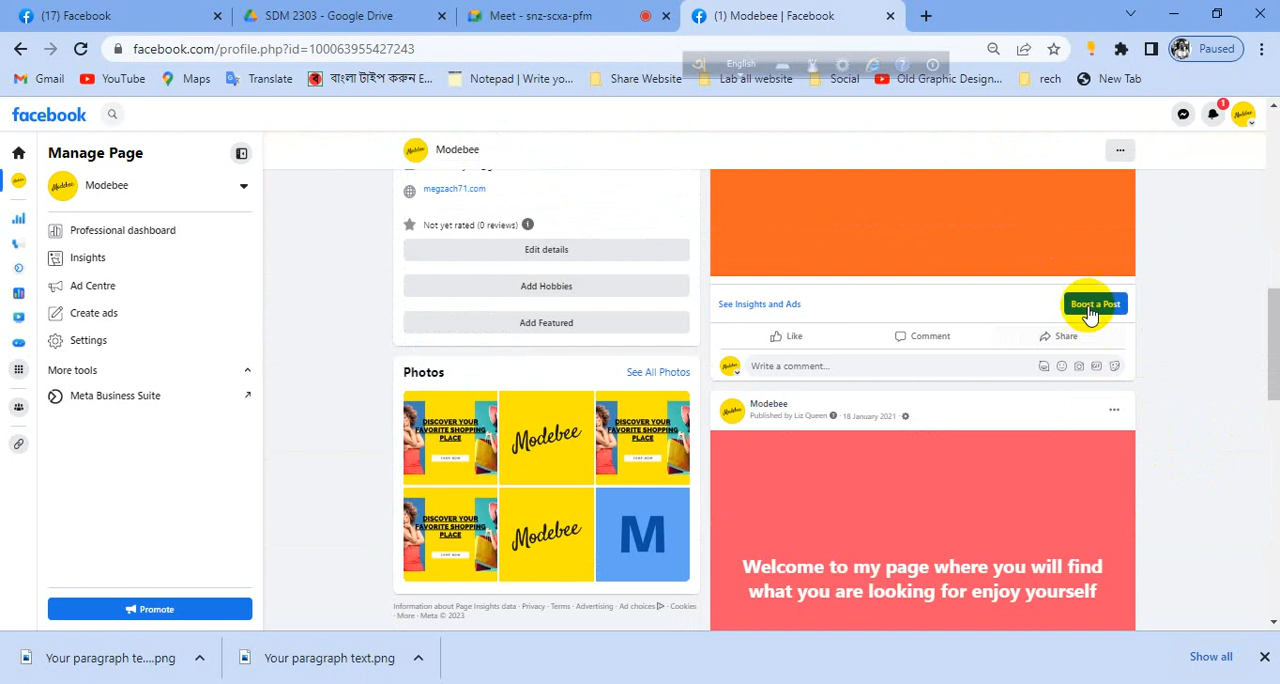 (17) Facebook
SDM 2303 - Google Drive
Meet - snz-scxa-pfm
(1) Modebee | Facebook
facebook.com/profile.php?id=100063955427243
Paused
Gmail
YouTube
Maps
Translate
বাংলা টাইপ করুন E...
Notepad | Write yo...
Share Website
English
Lab all website
Social
Old Graphic Design...
rech
New Tab
facebook
1
Manage Page
Modebee
Professional dashboard
Insights
Ad Centre
Create ads
Settings
More tools
Meta Business Suite
Promote
Modebee
megzach71.com
Not yet rated (0 reviews)
Edit details
Add Hobbies
Add Featured
Photos
See All Photos
DISCOVER YOUR
FAVORITE SHOPPING
PLACE
Modebee
DISCOVER YOUR
FAVORITE SHOPPING
PLACE
DISCOVER YOUR
FAVORITE SHOPPING
PLACE
Modebee
M
Information about Page Insights data · Privacy · Terms · Advertising · Ad choices · Cookies
· More · Meta © 2023
See Insights and Ads
Boost a Post
Like
Comment
Share
Write a comment...
Modebee
Published by Liz Queen · 18 January 2021 ·
Welcome to my page where you will find
what you are looking for enjoy yourself
Your paragraph te....png
Your paragraph text.png
Show all